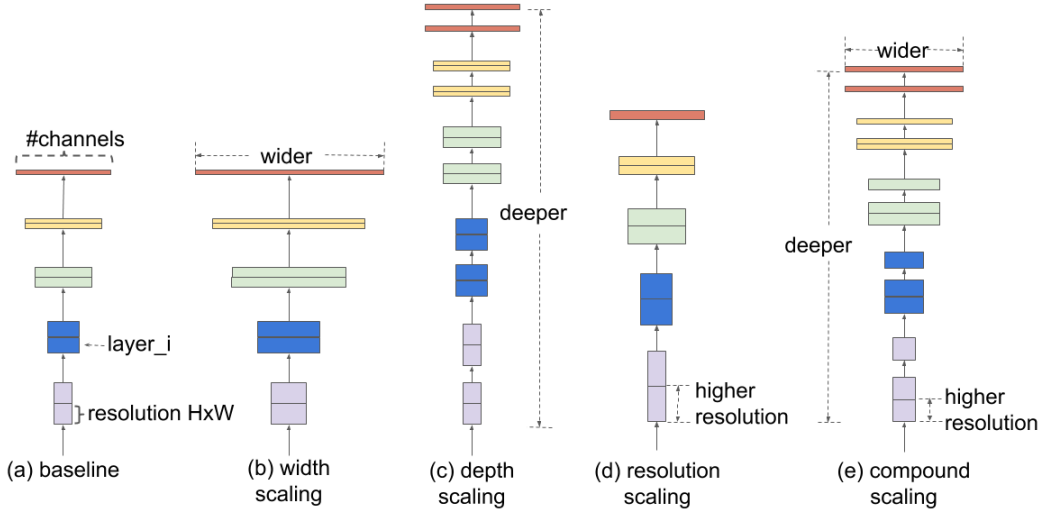 #channels
layer_i
resolution HxW
(a) baseline
wider
(b) width
scaling
deeper
(c) depth
scaling
higher
resolution
(d) resolution
scaling
wider
deeper
higher
resolution
(e) compound
scaling